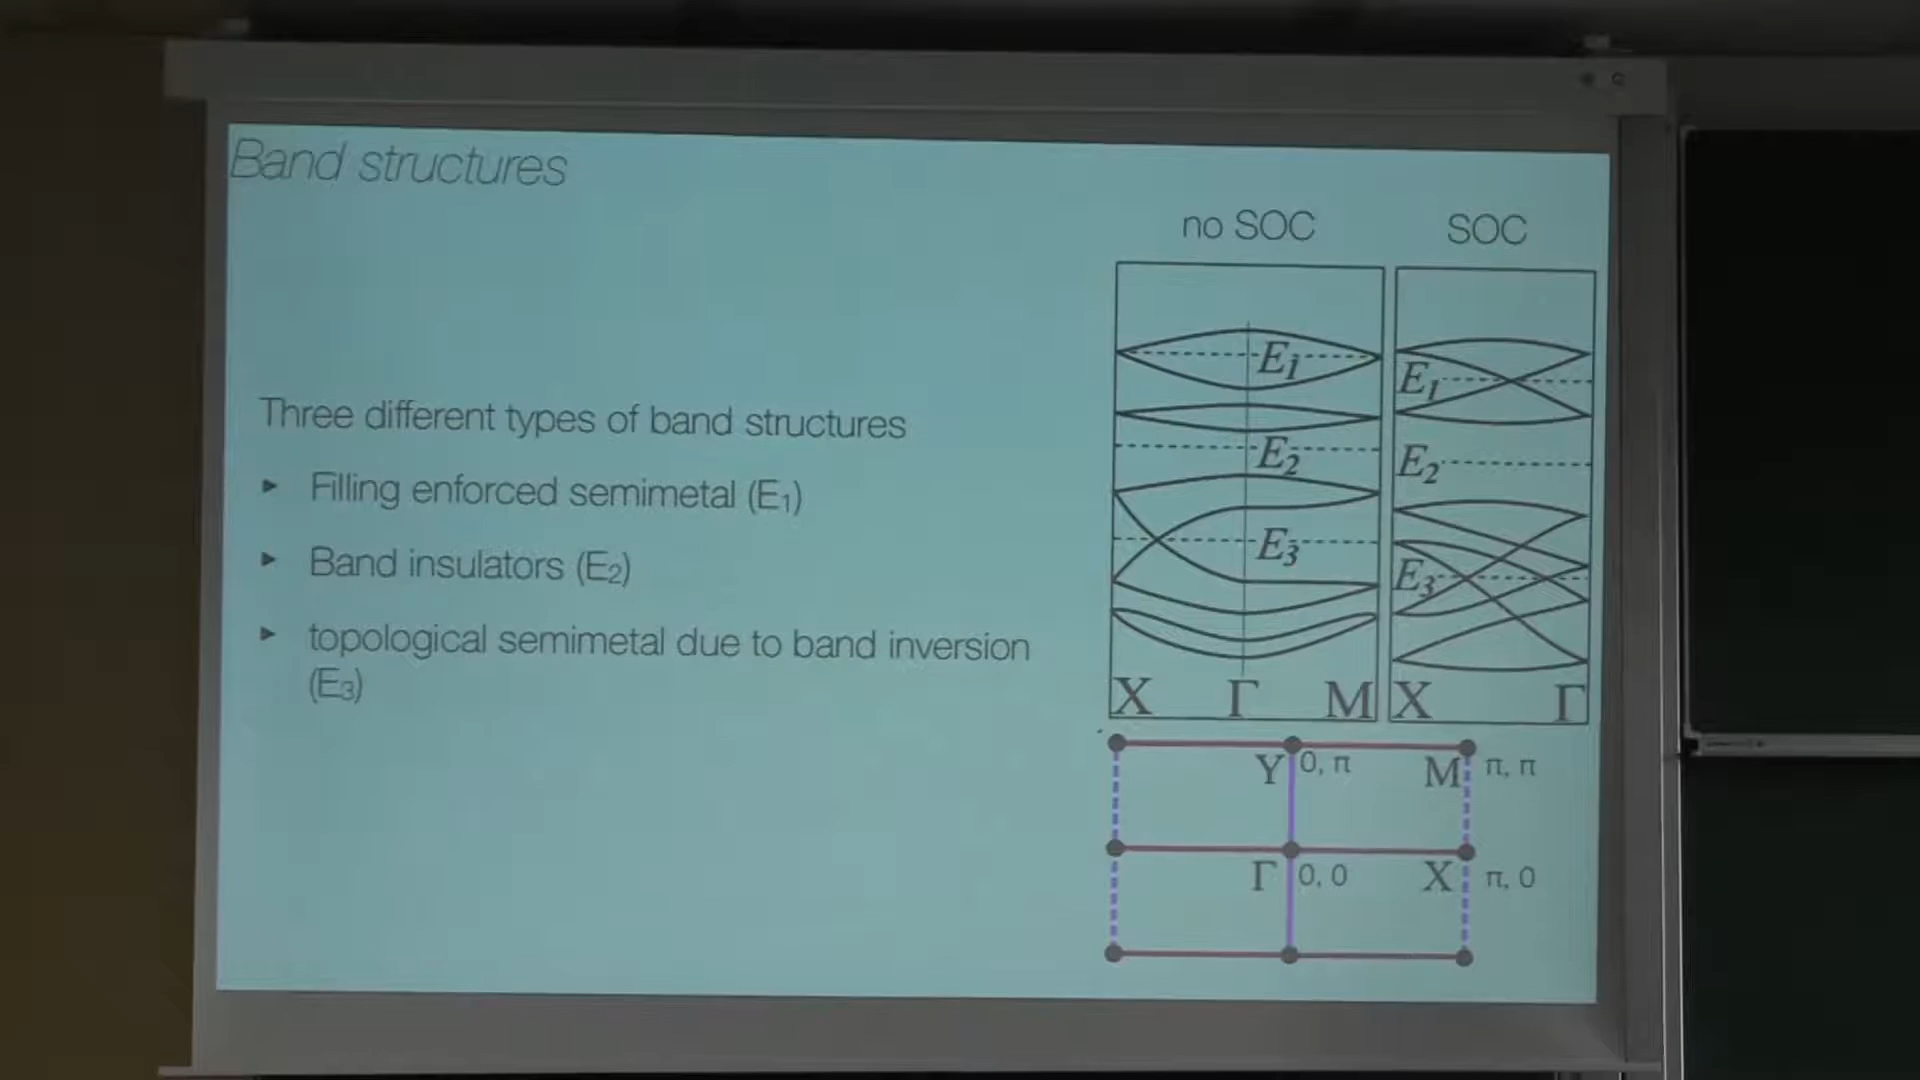 Band structures
no SOC
SOC
Three different types of band structures
Filling enforced semimetal (E₁)
Band insulators (E₂)
topological semimetal due to band inversion
(E₃)
E₁
E₂
E₃
X Γ M
E₁
E₂
E₃
X Γ
Y 0, π
M π, π
Γ 0, 0
X π, 0